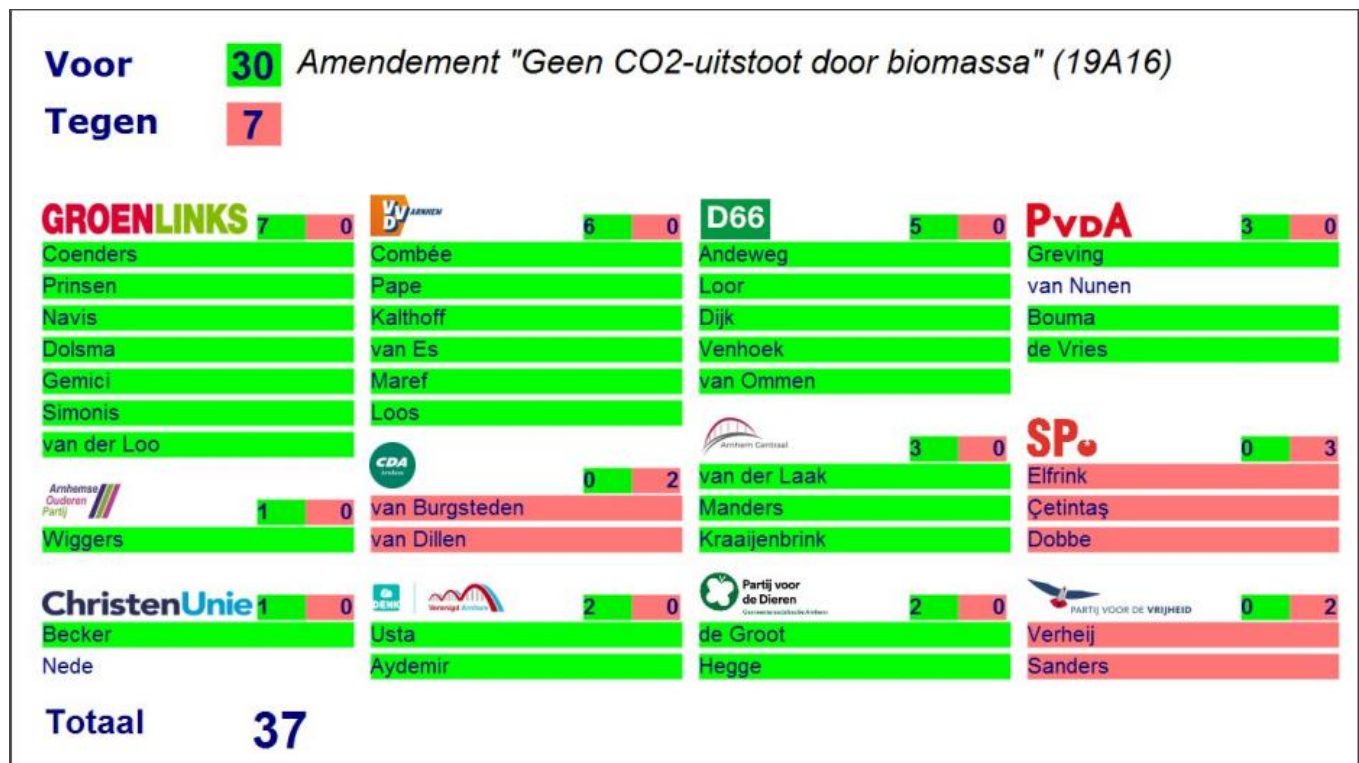 Voor 30 Amendement "Geen CO2-uitstoot door biomassa" (19A16)
Tegen 7
GROENLINKS 7 0
Coenders
Prinsen
Navis
Dolsma
Gemici
Simonis
van der Loo
VVD ARNHEM 6 0
Combée
Pape
Kalthoff
van Es
Maref
Loos
D66 5 0
Andeweg
Loor
Dijk
Venhoek
van Ommen
PvdA 3 0
Greving
van Nunen
Bouma
de Vries
Arnhemse
Ouderen
Partij 1 0
Wiggers
CDA
Arnhem
0 2
van Burgsteden
van Dillen
Arnhem Centraal 3 0
van der Laak
Manders
Kraaijenbrink
SP 0 3
Elfrink
Çetintaş
Dobbe
ChristenUnie 1 0
Becker
Nede
DENK Verenigd Arnhem 2 0
Usta
Aydemir
Partij voor
de Dieren
Gemeenteraadsfractie Arnhem
2 0
de Groot
Hegge
PARTIJ VOOR DE VRIJHEID 0 2
Verheij
Sanders
Totaal 37